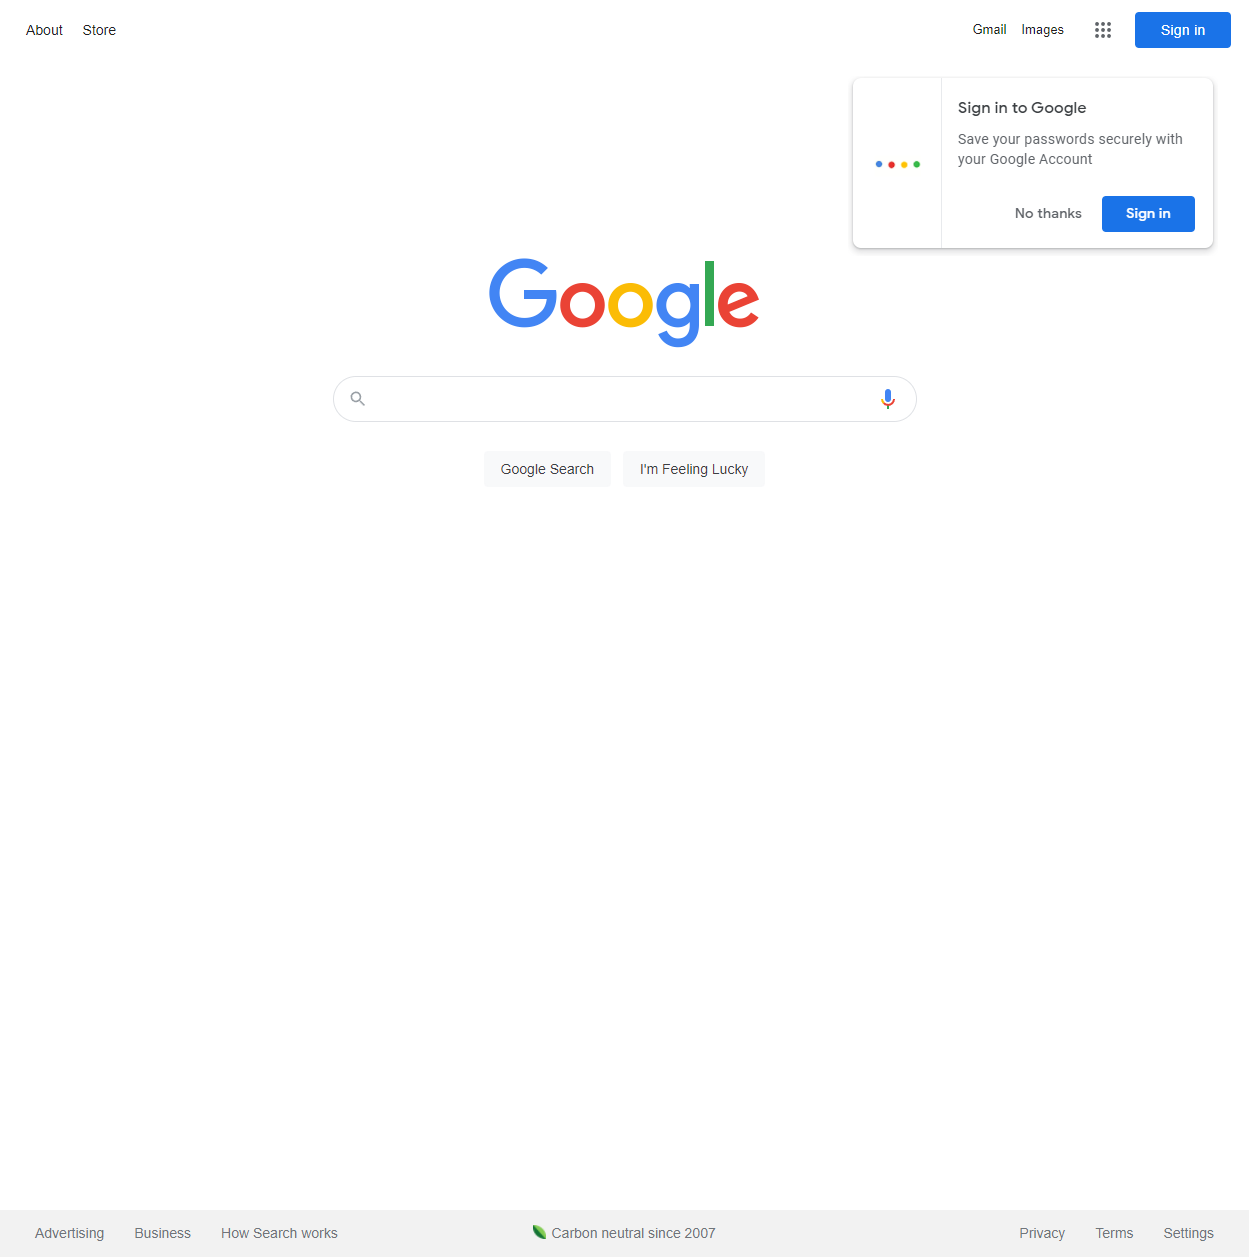 About Store
Gmail Images Sign in
Sign in to Google
Save your passwords securely with
your Google Account
No thanks Sign in
Google
Google Search I'm Feeling Lucky
Advertising Business How Search works Carbon neutral since 2007 Privacy Terms Settings